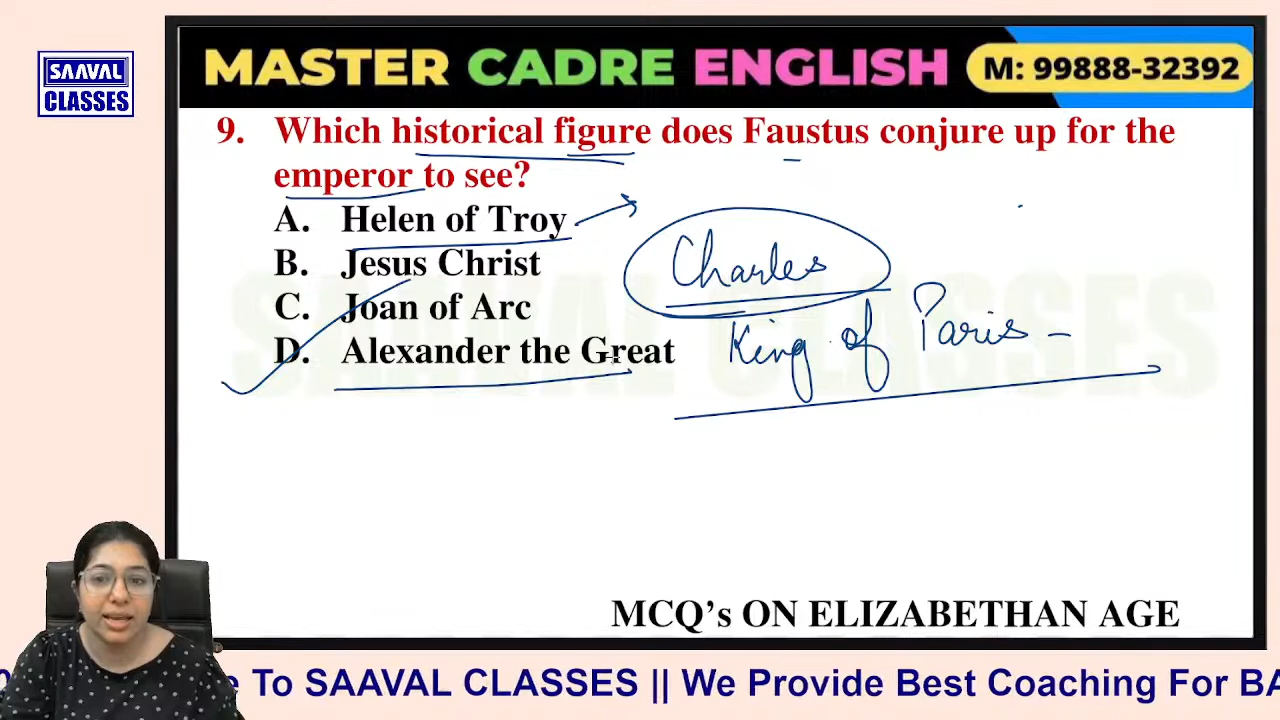 SAAVAL
CLASSES
MASTER CADRE ENGLISH
M: 99888-32392
9. Which historical figure does Faustus conjure up for the
emperor to see?
A. Helen of Troy
B. Jesus Christ
C. Joan of Arc
D. Alexander the Great
Charles
King of Paris -
SAAVAL CLASSES
MCQ's ON ELIZABETHAN AGE
To SAAVAL CLASSES || We Provide Best Coaching For BA